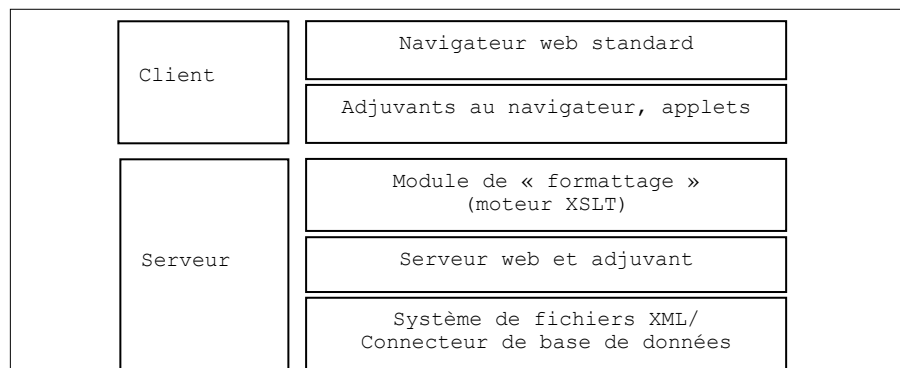 Client
Navigateur web standard
Adjuvants au navigateur, applets
Serveur
Module de « formattage »
(moteur XSLT)
Serveur web et adjuvant
Système de fichiers XML/
Connecteur de base de données